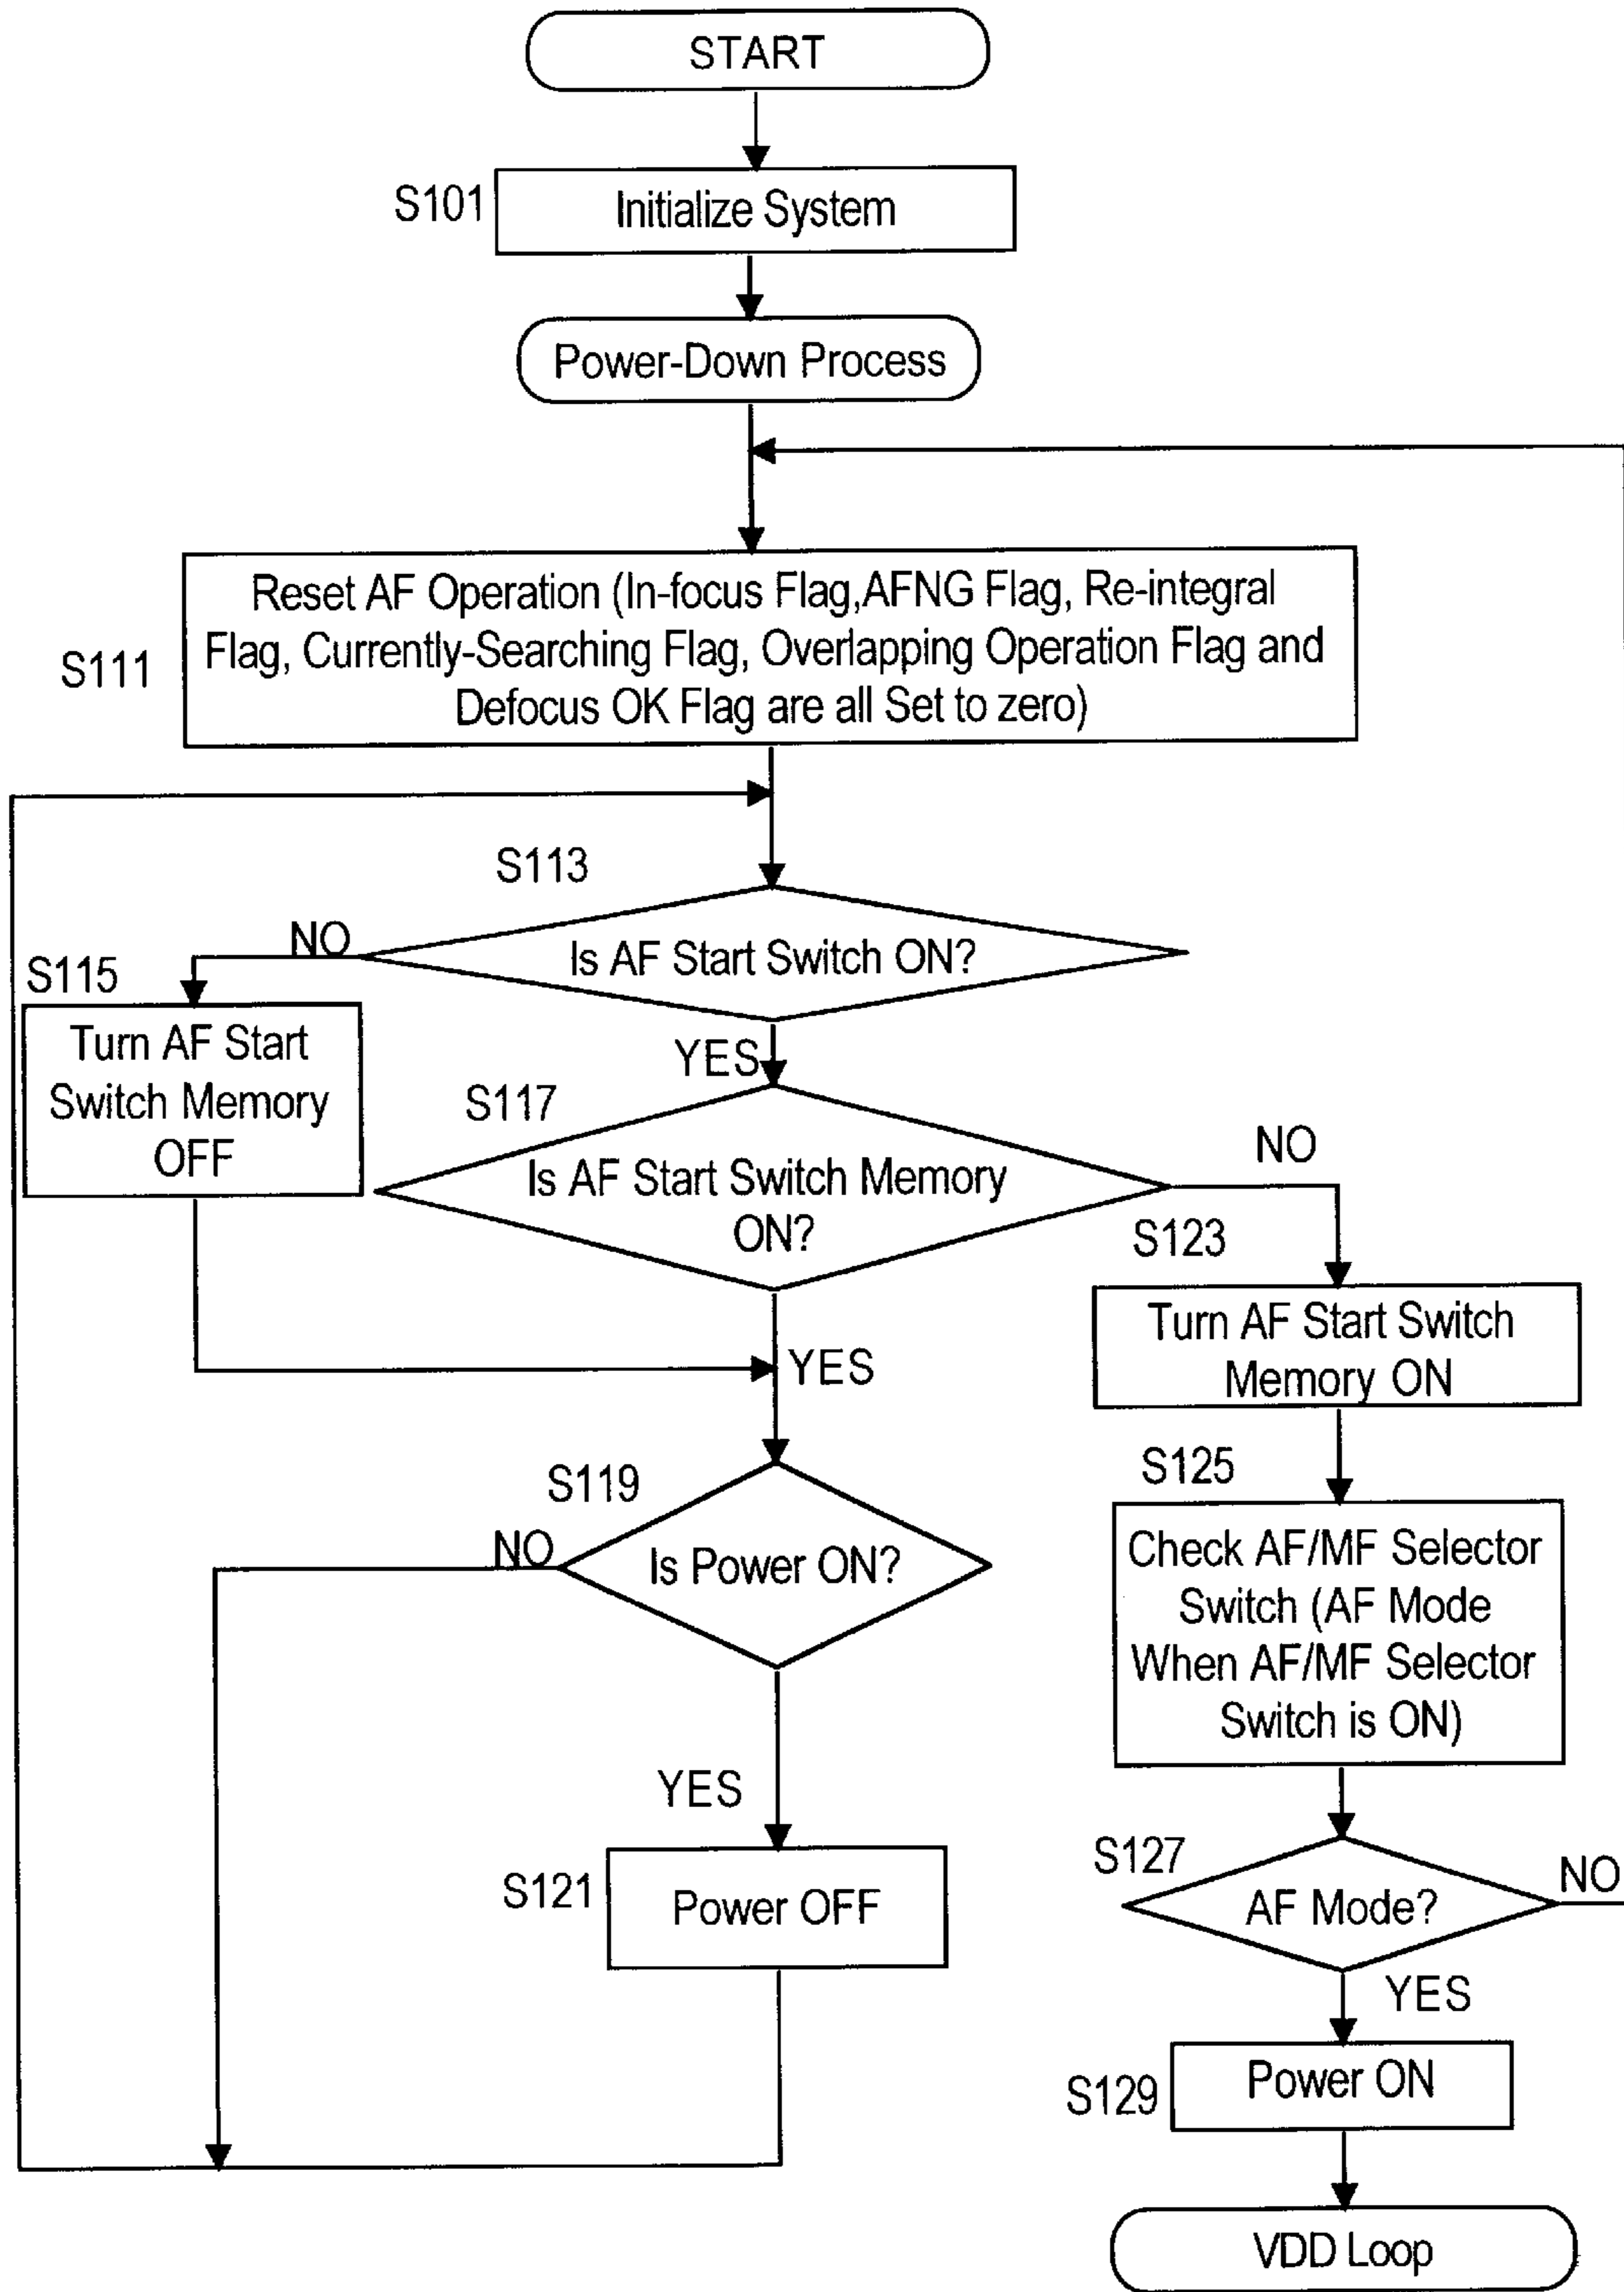 START
S101
Initialize System
Power-Down Process
S111
Reset AF Operation (In-focus Flag,AFNG Flag, Re-integral
Flag, Currently-Searching Flag, Overlapping Operation Flag and
Defocus OK Flag are all Set to zero)
S113
NO
Is AF Start Switch ON?
S115
Turn AF Start
Switch Memory
OFF
YES
S117
Is AF Start Switch Memory
ON?
NO
S123
Turn AF Start Switch
Memory ON
YES
S119
NO
Is Power ON?
S125
Check AF/MF Selector
Switch (AF Mode
When AF/MF Selector
Switch is ON)
YES
S121
Power OFF
S127
AF Mode?
NO
YES
S129
Power ON
VDD Loop